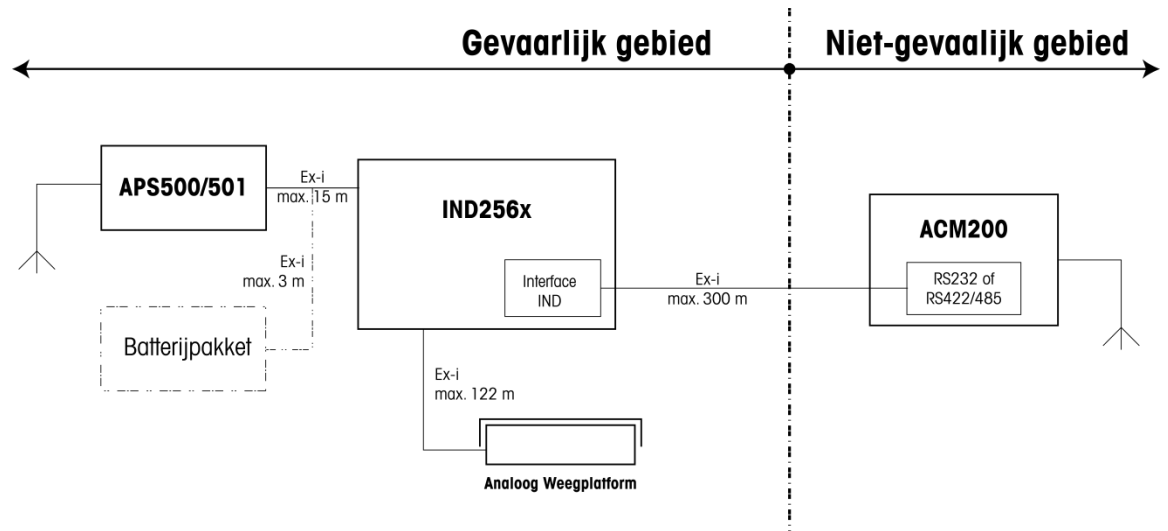 Gevaarlijk gebied
Niet-gevaalijk gebied
APS500/501
Ex-i
max. 15 m
IND256x
ACM200
Ex-i
max. 3 m
Interface
IND
Ex-i
max. 300 m
RS232 of
RS422/485
Batterijpakket
Ex-i
max. 122 m
Analoog Weegplatform